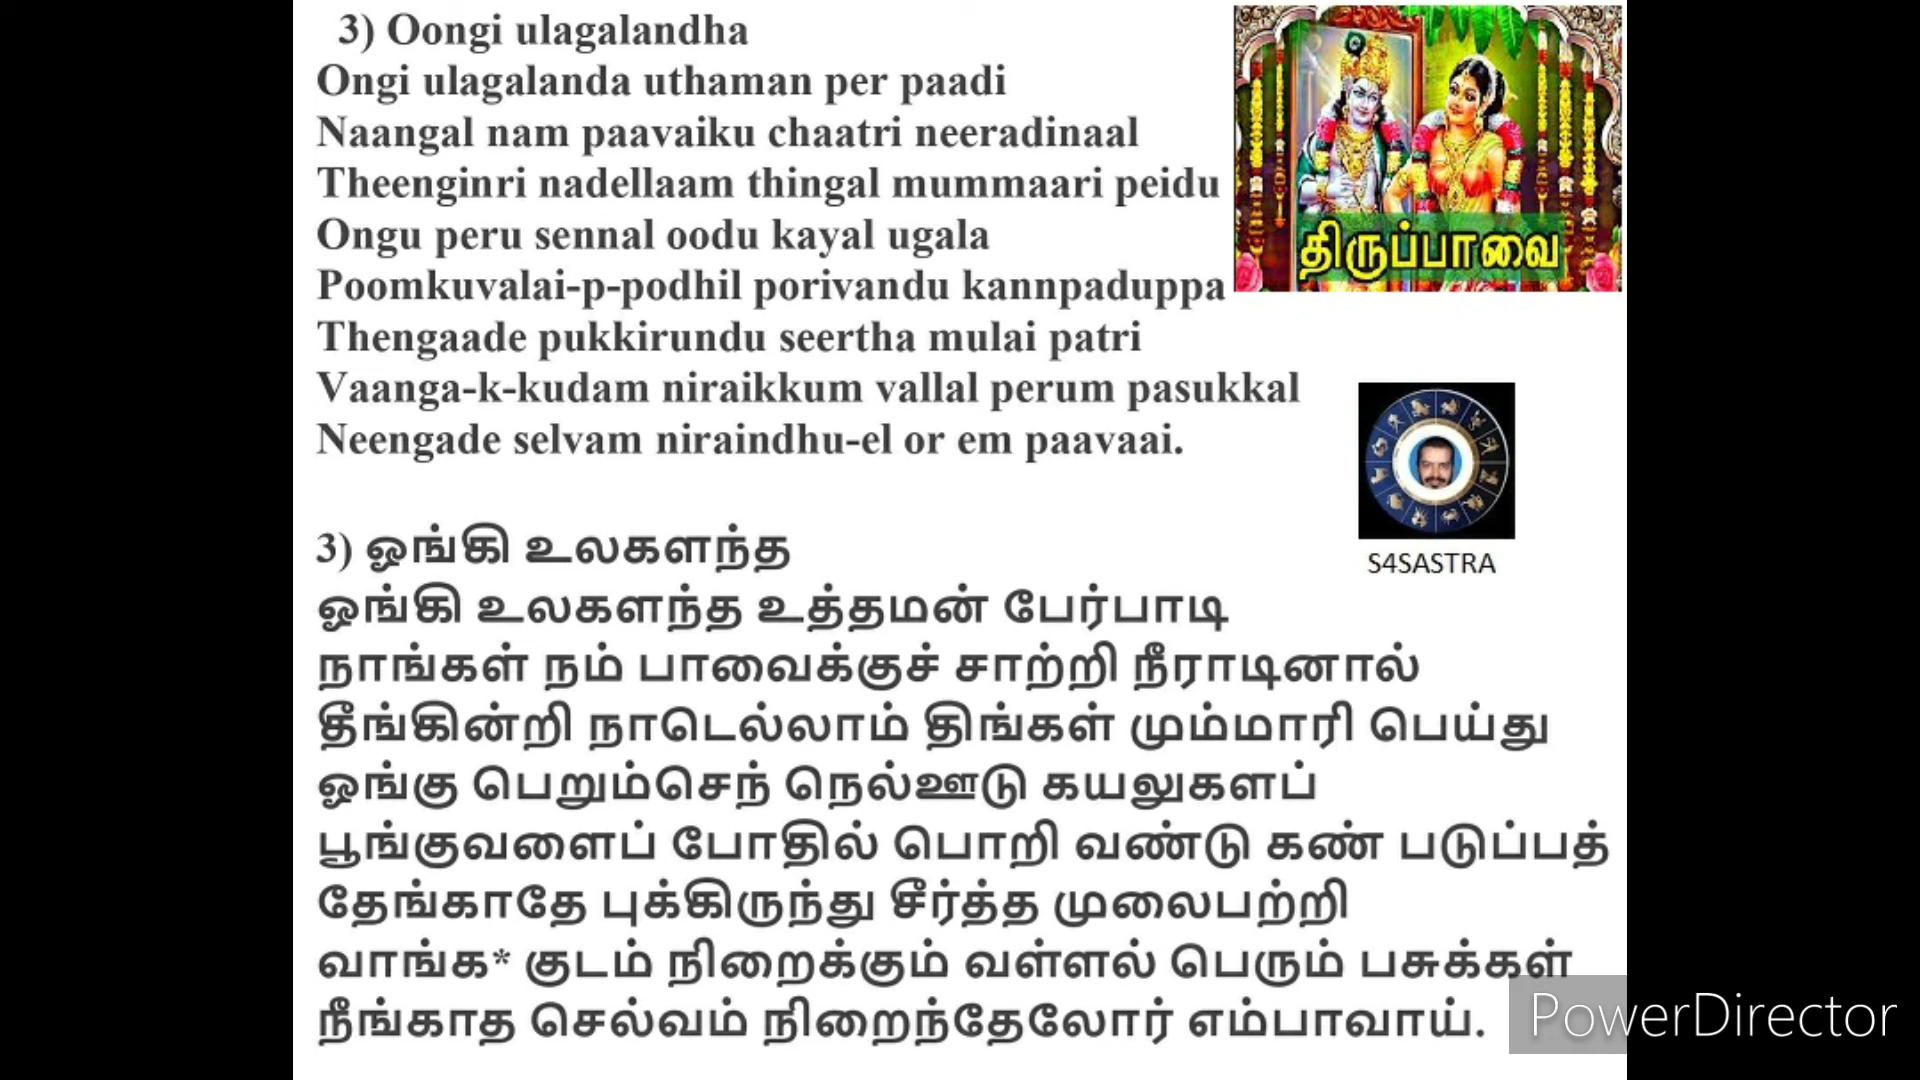 3) Oongi ulagalandha
Ongi ulagalanda uthaman per paadi
Naangal nam paavaiku chaatri neeradinaal
Theenginri nadellaam thingal mummaari peidu
Ongu peru sennal oodu kayal ugala
Poomkuvalai-p-podhil porivandu kannpaduppa
Thengaade pukkirundu seertha mulai patri
Vaanga-k-kudam niraikkum vallal perum pasukkal
Neengade selvam niraindhu-el or em paavaai.
திருப்பாவை
S4SASTRA
3) ஓங்கி உலகளந்த
ஓங்கி உலகளந்த உத்தமன் பேர்பாடி
நாங்கள் நம் பாவைக்குச் சாற்றி நீராடினால்
தீங்கின்றி நாடெல்லாம் திங்கள் மும்மாரி பெய்து
ஓங்கு பெறும்செந் நெல்ஊடு கயலுகளப்
பூங்குவளைப் போதில் பொறி வண்டு கண் படுப்பத்
தேங்காதே புக்கிருந்து சீர்த்த முலைபற்றி
வாங்க* குடம் நிறைக்கும் வள்ளல் பெரும் பசுக்கள்
நீங்காத செல்வம் நிறைந்தேலோர் எம்பாவாய்.
PowerDirector